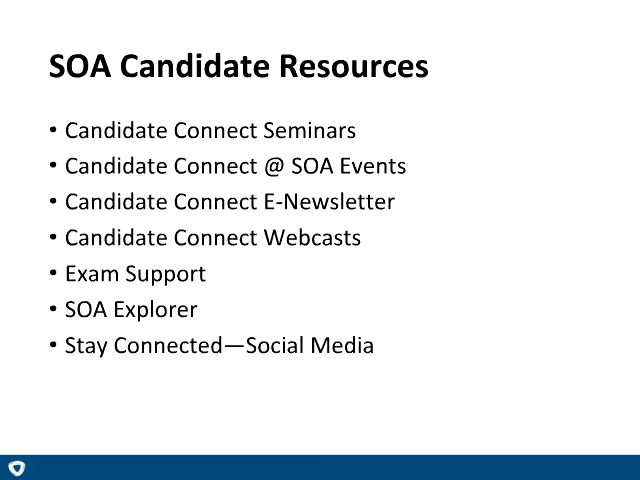 SOA Candidate Resources
• Candidate Connect Seminars
• Candidate Connect @ SOA Events
• Candidate Connect E-Newsletter
• Candidate Connect Webcasts
• Exam Support
• SOA Explorer
• Stay Connected—Social Media